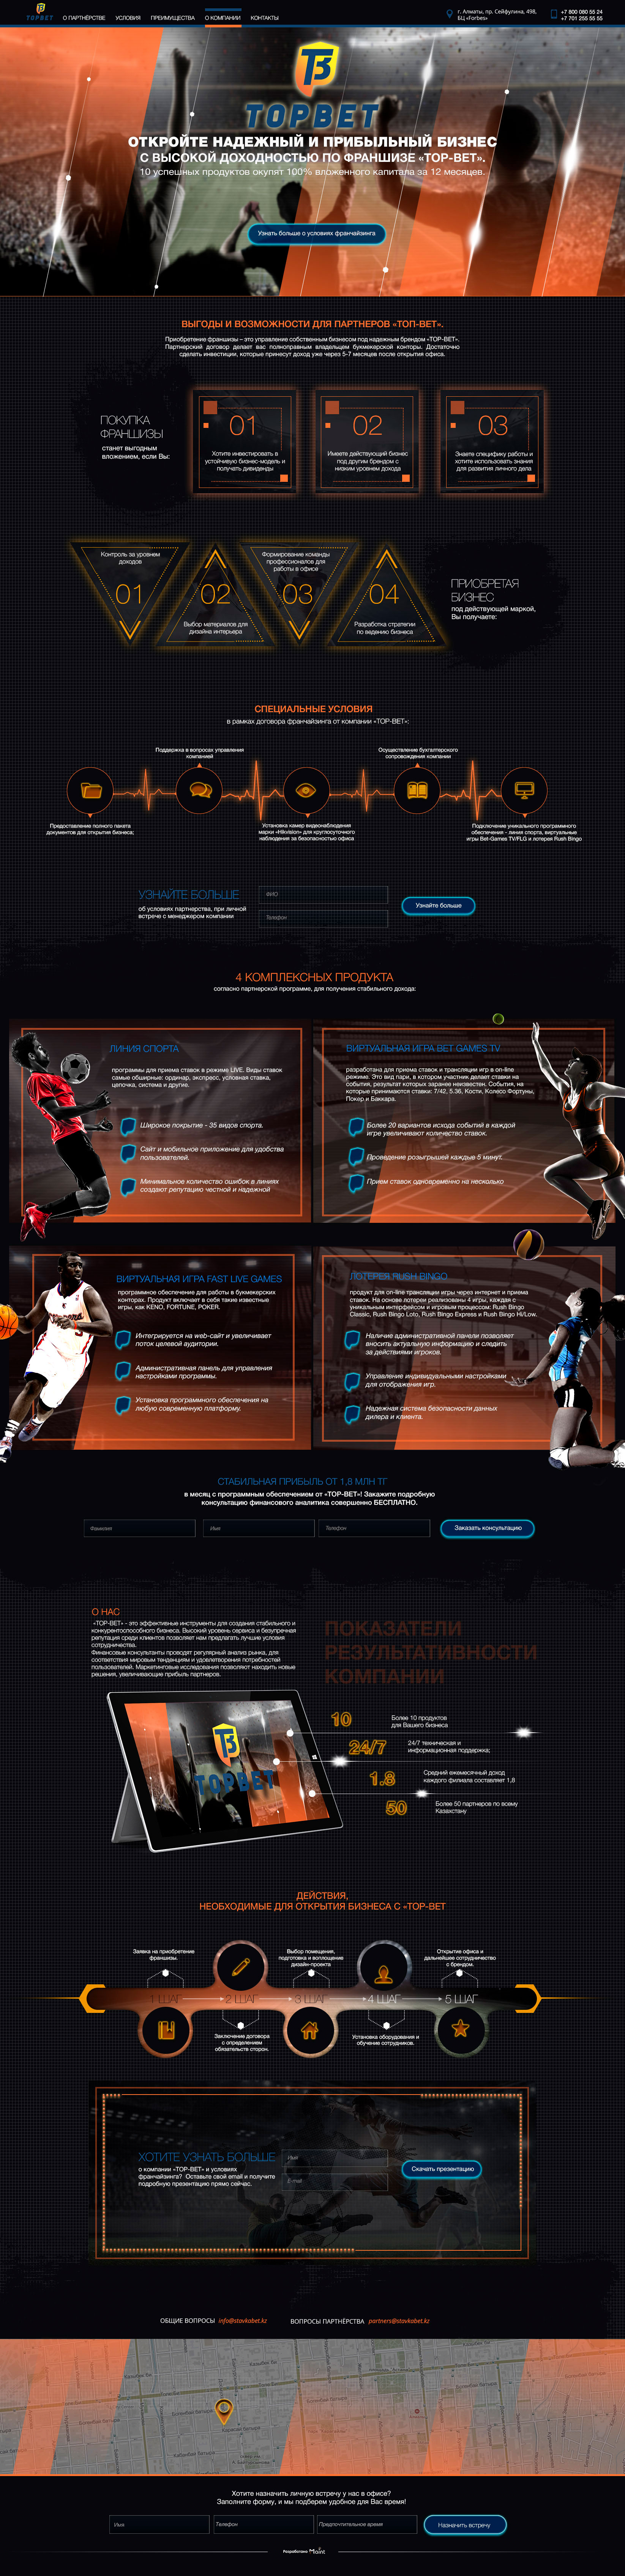 TOPBET
О ПАРТНЁРСТВЕ
УСЛОВИЯ
ПРЕИМУЩЕСТВА
О КОМПАНИИ
КОНТАКТЫ
г. Алматы, пр. Сейфулина, 498,
БЦ «Forbes»
+7 800 080 55 24
+7 701 255 55 55
TOPBET
ОТКРОЙТЕ НАДЕЖНЫЙ И ПРИБЫЛЬНЫЙ БИЗНЕС
С ВЫСОКОЙ ДОХОДНОСТЬЮ ПО ФРАНШИЗЕ «TOP-BET».
10 успешных продуктов окупят 100% вложенного капитала за 12 месяцев.
Узнать больше о условиях франчайзинга
ВЫГОДЫ И ВОЗМОЖНОСТИ ДЛЯ ПАРТНЕРОВ «ТОП-BET».
Приобретение франшизы – это управление собственным бизнесом под надежным брендом «TOP-BET».
Партнерский договор делает вас полноправным владельцем букмекерской конторы. Достаточно
сделать инвестиции, которые принесут доход уже через 5-7 месяцев после открытия офиса.
ПОКУПКА
ФРАНШИЗЫ
станет выгодным
вложением, если Вы:
01
Хотите инвестировать в
устойчивую бизнес-модель и
получать дивиденды
02
Имеете действующий бизнес
под другим брендом с
низким уровнем дохода
03
Знаете специфику работы и
хотите использовать знания
для развития личного дела
Контроль за уровнем
доходов
01
02
Выбор материалов для
дизайна интерьера
Формирование команды
профессионалов для
работы в офисе
03
04
Разработка стратегии
по ведению бизнеса
ПРИОБРЕТАЯ
БИЗНЕС
под действующей маркой,
Вы получаете:
СПЕЦИАЛЬНЫЕ УСЛОВИЯ
в рамках договора франчайзинга от компании «TOP-BET»:
Поддержка в вопросах управления
компанией
Осуществление бухгалтерского
сопровождения компании
Предоставление полного пакета
документов для открытия бизнеса;
Установка камер видеонаблюдения
марки «Hikvision» для круглосуточного
наблюдения за безопасностью офиса
Подключение уникального программного
обеспечения - линия спорта, виртуальные
игры Bet-Games TV/FLG и лотерея Rush Bingo
УЗНАЙТЕ БОЛЬШЕ
об условиях партнерства, при личной
встрече с менеджером компании
ФИО
Телефон
Узнайте больше
4 КОМПЛЕКСНЫХ ПРОДУКТА
согласно партнерской программе, для получения стабильного дохода:
ЛИНИЯ СПОРТА
программы для приема ставок в режиме LIVE. Виды ставок
самые обширные: ординар, экспресс, условная ставка,
цепочка, система и другие.
Широкое покрытие - 35 видов спорта.
Сайт и мобильное приложение для удобства
пользователей.
Минимальное количество ошибок в линиях
создают репутацию честной и надежной
ВИРТУАЛЬНАЯ ИГРА BET GAMES TV
разработана для приема ставок и трансляции игр в on-line
режиме. Это вид пари, в котором участник делает ставки на
события, результат которых заранее неизвестен. События, на
которые принимаются ставки: 7/42, 5.36, Кости, Колесо Фортуны,
Покер и Баккара.
Более 20 вариантов исхода событий в каждой
игре увеличивают количество ставок.
Проведение розыгрышей каждые 5 минут.
Прием ставок одновременно на несколько
ВИРТУАЛЬНАЯ ИГРА FAST LIVE GAMES
программное обеспечение для работы в букмекерских
конторах. Продукт включает в себя такие известные
игры, как KENO, FORTUNE, POKER.
Интегрируется на web-сайт и увеличивает
поток целевой аудитории.
Административная панель для управления
настройками программы.
Установка программного обеспечения на
любую современную платформу.
ЛОТЕРЕЯ RUSH BINGO
продукт для on-line трансляции игры через интернет и приема
ставок. На основе лотереи реализованы 4 игры, каждая с
уникальным интерфейсом и игровым процессом: Rush Bingo
Classic, Rush Bingo Loto, Rush Bingo Express и Rush Bingo Hi/Low.
Наличие административной панели позволяет
вносить актуальную информацию и следить
за действиями игроков.
Управление индивидуальными настройками
для отображения игр.
Надежная система безопасности данных
дилера и клиента.
СТАБИЛЬНАЯ ПРИБЫЛЬ ОТ 1,8 МЛН ТГ
в месяц с программным обеспечением от «TOP-BET»! Закажите подробную
консультацию финансового аналитика совершенно БЕСПЛАТНО.
Фамилия
Имя
Телефон
Заказать консультацию
О НАС
«TOP-BET» - это эффективные инструменты для создания стабильного и
конкурентоспособного бизнеса. Высокий уровень сервиса и безупречная
репутация среди клиентов позволяет нам предлагать лучшие условия
сотрудничества.
Финансовые консультанты проводят регулярный анализ рынка, для
соответствия мировым тенденциям и удовлетворения потребностей
пользователей. Маркетинговые исследования позволяют находить новые
решения, увеличивающие прибыль партнеров.
ПОКАЗАТЕЛИ
РЕЗУЛЬТАТИВНОСТИ
КОМПАНИИ
TOPBET
10
Более 10 продуктов
для Вашего бизнеса
24/7
24/7 техническая и
информационная поддержка;
1.8
Средний ежемесячный доход
каждого филиала составляет 1,8
50
Более 50 партнеров по всему
Казахстану
ДЕЙСТВИЯ,
НЕОБХОДИМЫЕ ДЛЯ ОТКРЫТИЯ БИЗНЕСА С «TOP-BET
Заявка на приобретение
франшизы.
Выбор помещения,
подготовка и воплощение
дизайн-проекта
Открытие офиса и
дальнейшее сотрудничество
с брендом.
1 ШАГ
2 ШАГ
3 ШАГ
4 ШАГ
5 ШАГ
Заключение договора
с определением
обязательств сторон.
Установка оборудования и
обучение сотрудников.
ХОТИТЕ УЗНАТЬ БОЛЬШЕ
о компании «TOP-BET» и условиях
франчайзинга? Оставьте свой email и получите
подробную презентацию прямо сейчас.
Имя
E-mail
Скачать презентацию
ОБЩИЕ ВОПРОСЫ info@stavkabet.kz
ВОПРОСЫ ПАРТНЁРСТВА partners@stavkabet.kz
Хотите назначить личную встречу у нас в офисе?
Заполните форму, и мы подберем удобное для Вас время!
Имя
Телефон
Предпочтительное время
Назначить встречу
Разработано